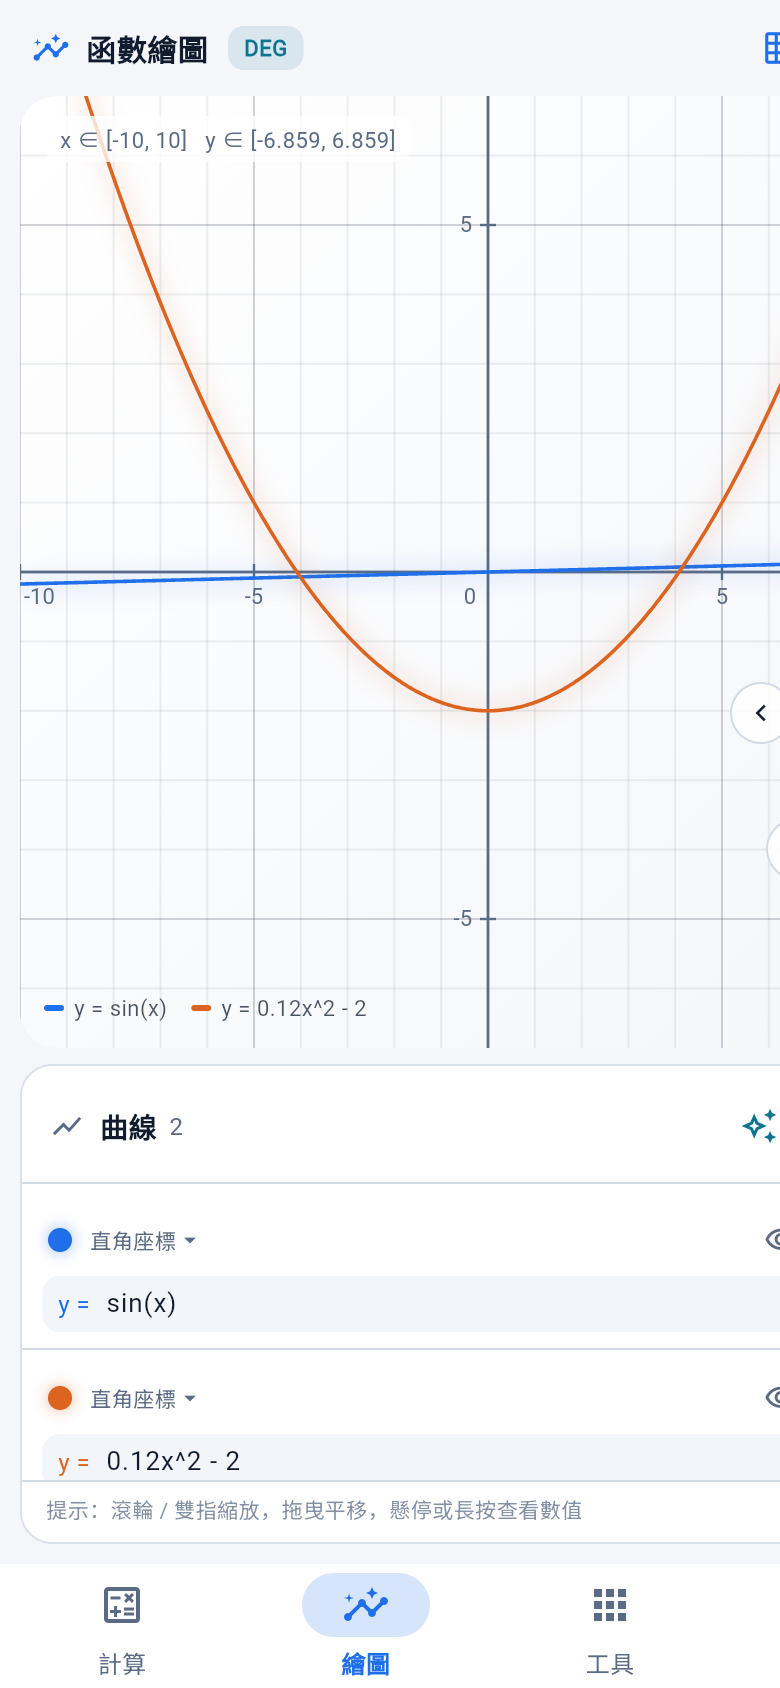 函數繪圖 DEG
x ∈ [-10, 10] y ∈ [-6.859, 6.859]
5
-10 -5 0 5
-5
y = sin(x) y = 0.12x^2 - 2
曲線 2
直角座標
y = sin(x)
直角座標
y = 0.12x^2 - 2
提示：滾輪 / 雙指縮放，拖曳平移，懸停或長按查看數值
計算 繪圖 工具